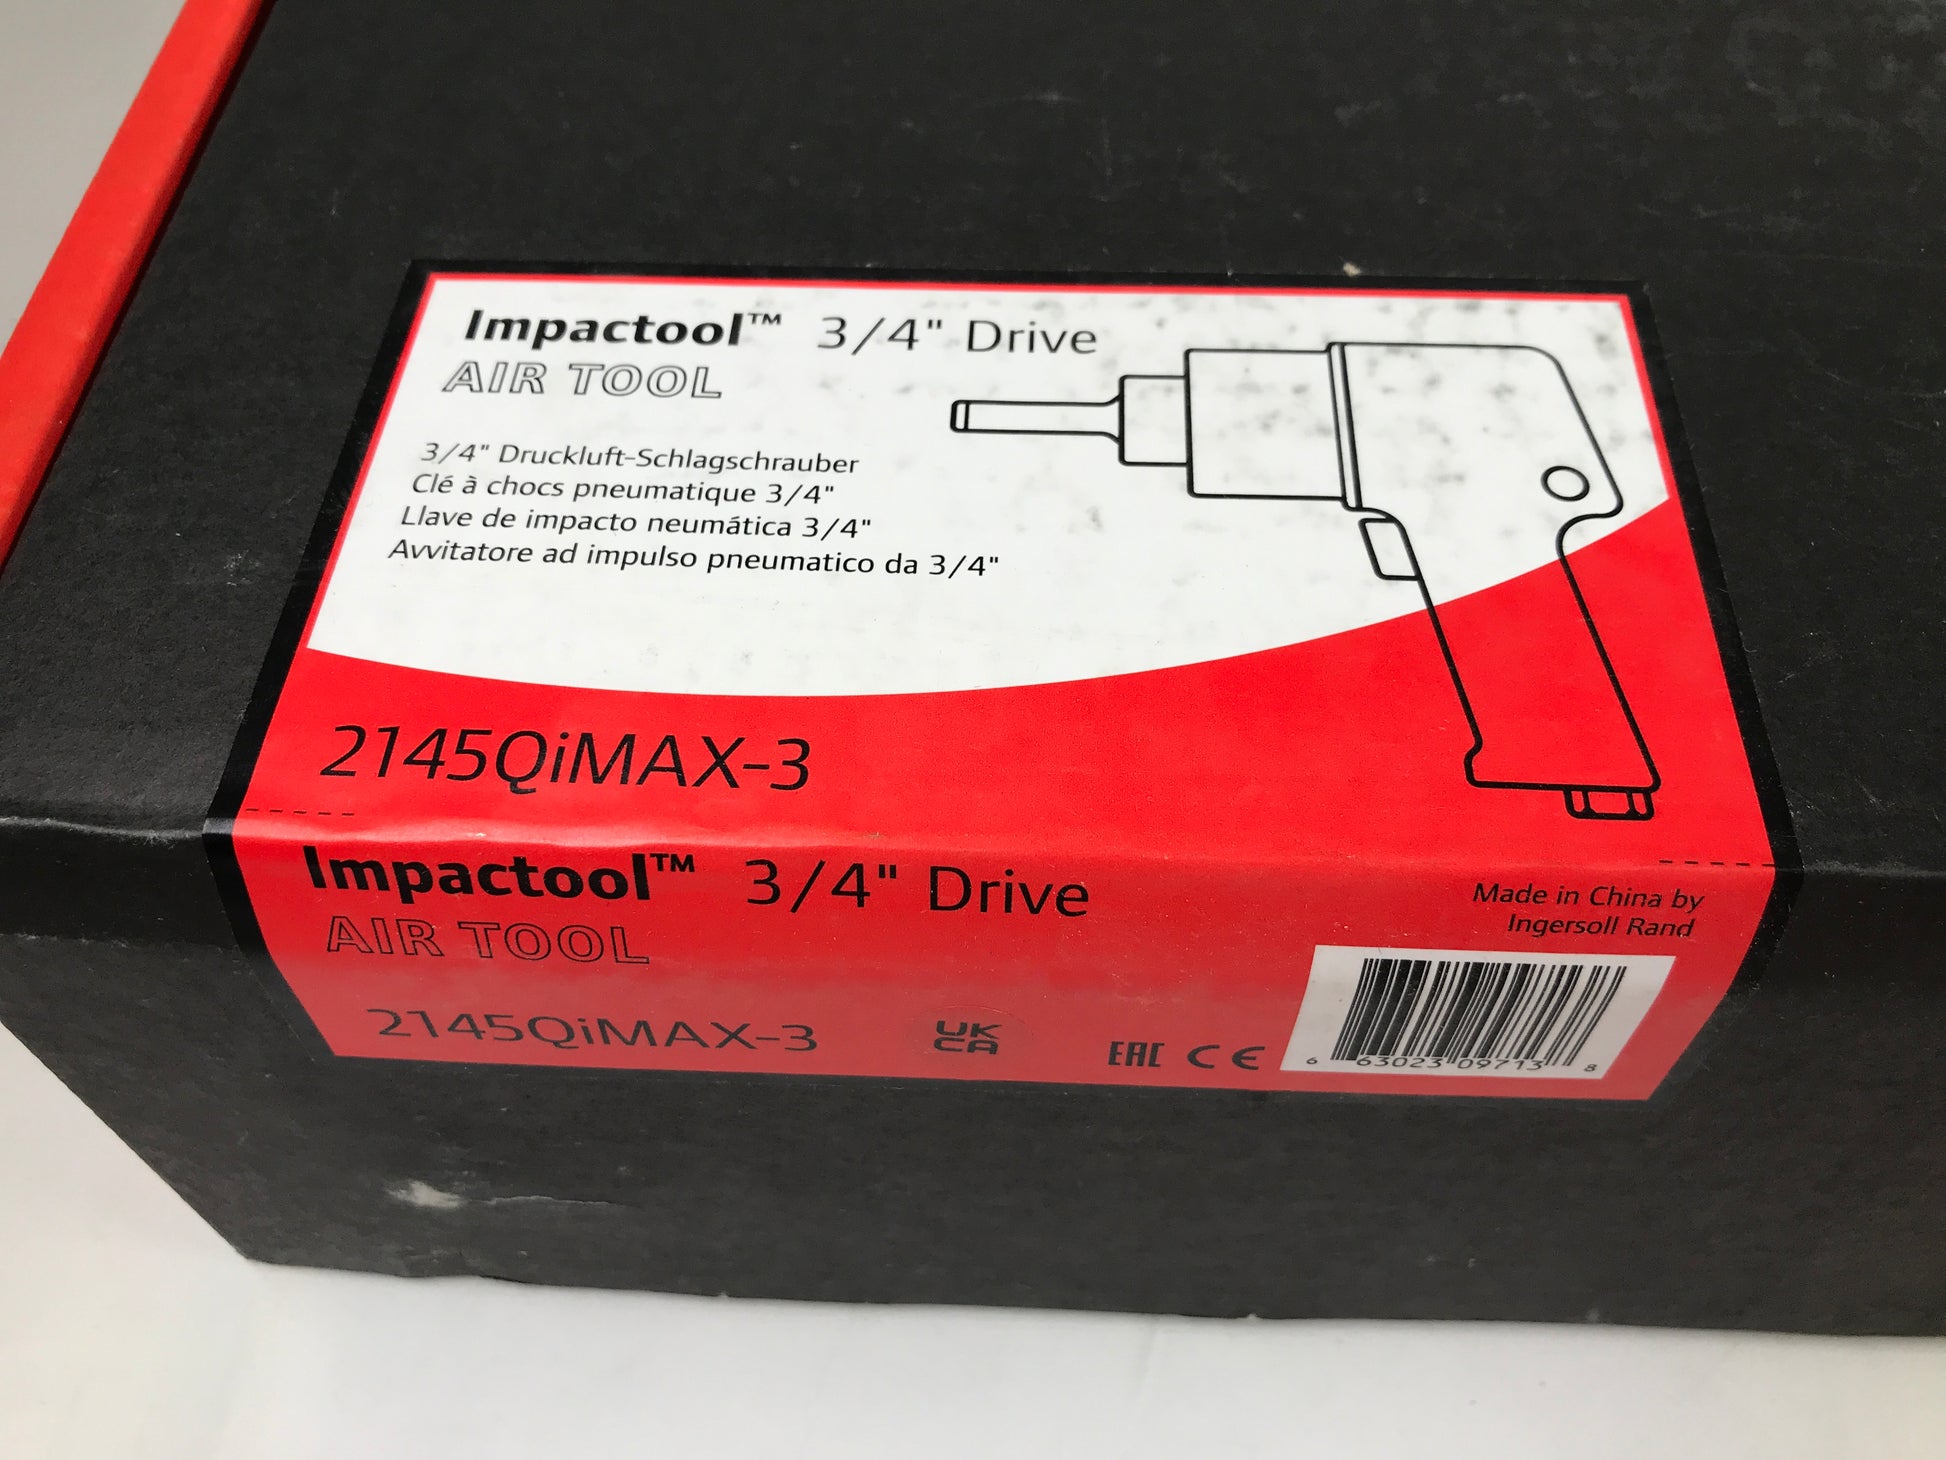 Impactool™ 3/4" Drive
AIR TOOL
3/4" Druckluft-Schlagschrauber
Clé à chocs pneumatique 3/4"
Llave de impacto neumática 3/4"
Avvitatore ad impulso pneumatico da 3/4"
2145QiMAX-3
Impactool™ 3/4" Drive
AIR TOOL
2145QiMAX-3
UK
CA
EAC CE
Made in China by
Ingersoll Rand
6 63023 09713 8